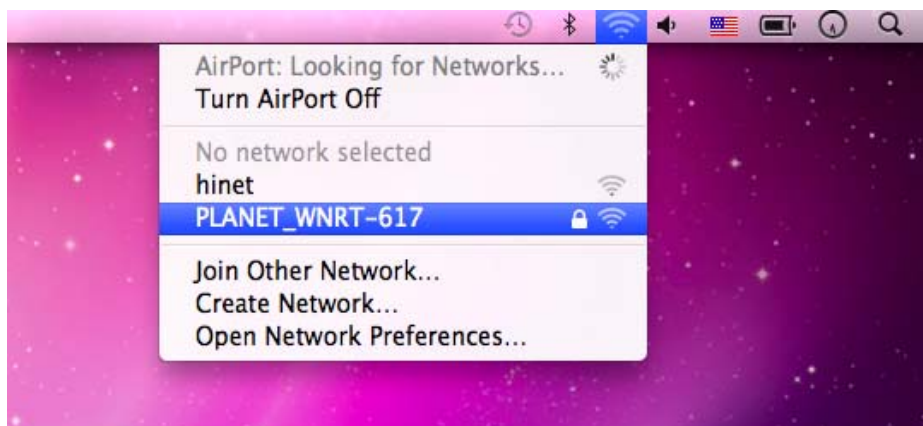 AirPort: Looking for Networks...
Turn AirPort Off
No network selected
hinet
PLANET_WNRT-617
Join Other Network...
Create Network...
Open Network Preferences...